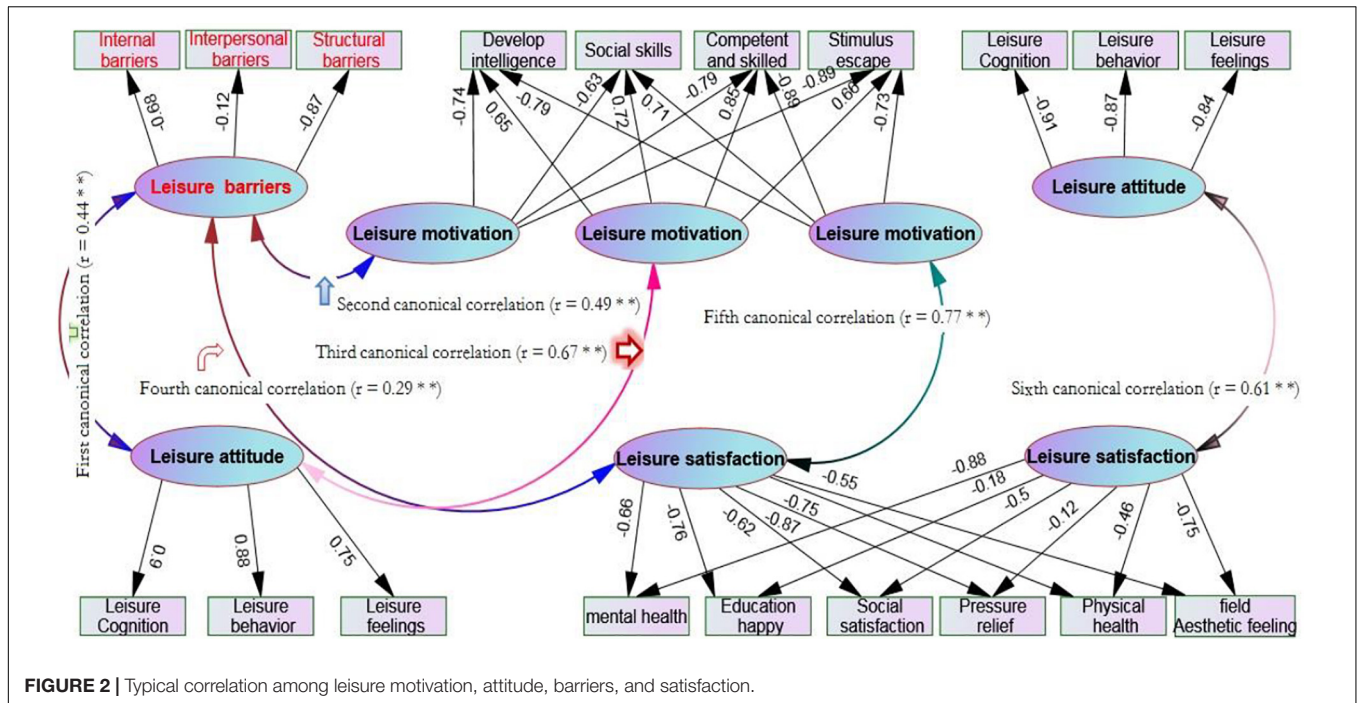 Internal
barriers
Interpersonal
barriers
Structural
barriers
Develop
intelligence
Social skills
Competent
and skilled
Stimulus
escape
Leisure
Cognition
Leisure
behavior
Leisure
feelings
-0.68
-0.12
-0.87
-0.74
0.65
-0.79
-0.63
0.72
0.71
-0.79
0.85
-0.89
-0.89
0.66
-0.73
-0.91
-0.87
-0.84
Leisure barriers
Leisure attitude
Leisure motivation
Leisure motivation
Leisure motivation
First canonical correlation (r = 0.44 * *)
Second canonical correlation (r = 0.49 * *)
Third canonical correlation (r = 0.67 * *)
Fourth canonical correlation (r = 0.29 * *)
Fifth canonical correlation (r = 0.77 * *)
Sixth canonical correlation (r = 0.61 * *)
Leisure attitude
Leisure satisfaction
Leisure satisfaction
0.9
0.88
0.75
-0.66
-0.76
-0.62
-0.87
-0.75
-0.55
-0.88
-0.18
-0.5
-0.12
-0.46
-0.75
Leisure
Cognition
Leisure
behavior
Leisure
feelings
mental health
Education
happy
Social
satisfaction
Pressure
relief
Physical
health
field
Aesthetic feeling
FIGURE 2 | Typical correlation among leisure motivation, attitude, barriers, and satisfaction.